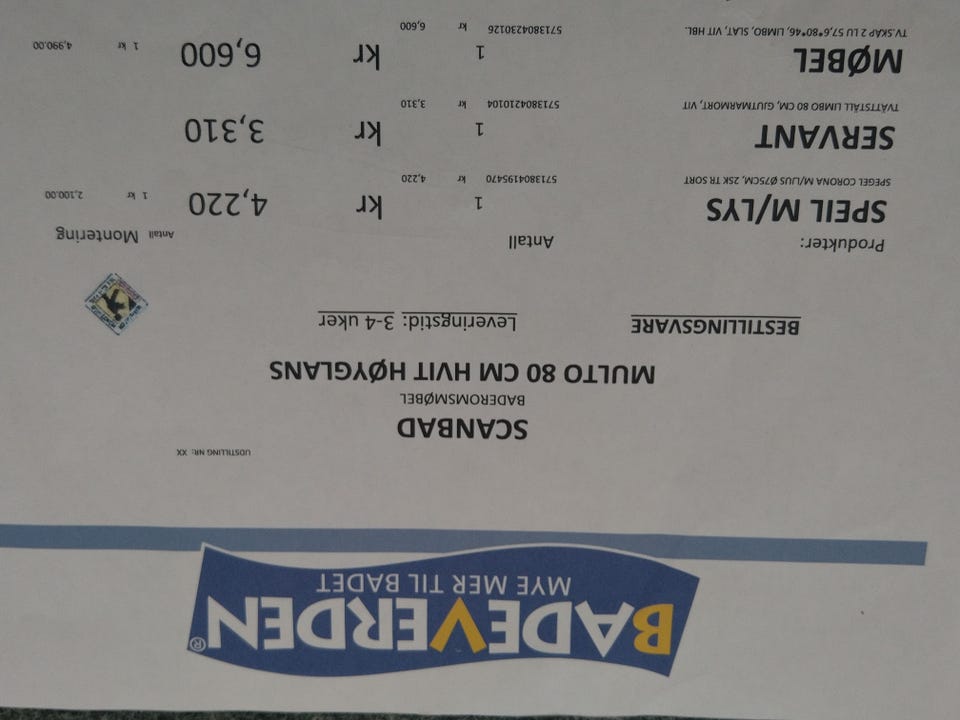 BADEVERDEN®
MYE MER TIL BADET
UDSTILLING NR: XX
SCANBAD
BADEROMSMØBEL
MULTO 80 CM HVIT HØYGLANS
BESTILLINGSVARE Leveringstid: 3-4 uker
Produkter: Antall Antall Montering
SPEIL M/LYS 1 kr 4,220 1 kr 2,100.00
SPEGEL CORONA M/LJUS Ø75CM, 2SK TR SORT 5713804195470 kr 4,220
SERVANT 1 kr 3,310
TVÄTTSTÄLL LIMBO 80 CM, GJUTMARMORT, VIT 5713804210104 kr 3,310
MØBEL 1 kr 6,600 1 kr 4,990.00
TV.SKÅP 2 LU 57,6*80*46, LIMBO, SLÄT, VIT HBL. 5713804230126 kr 6,600